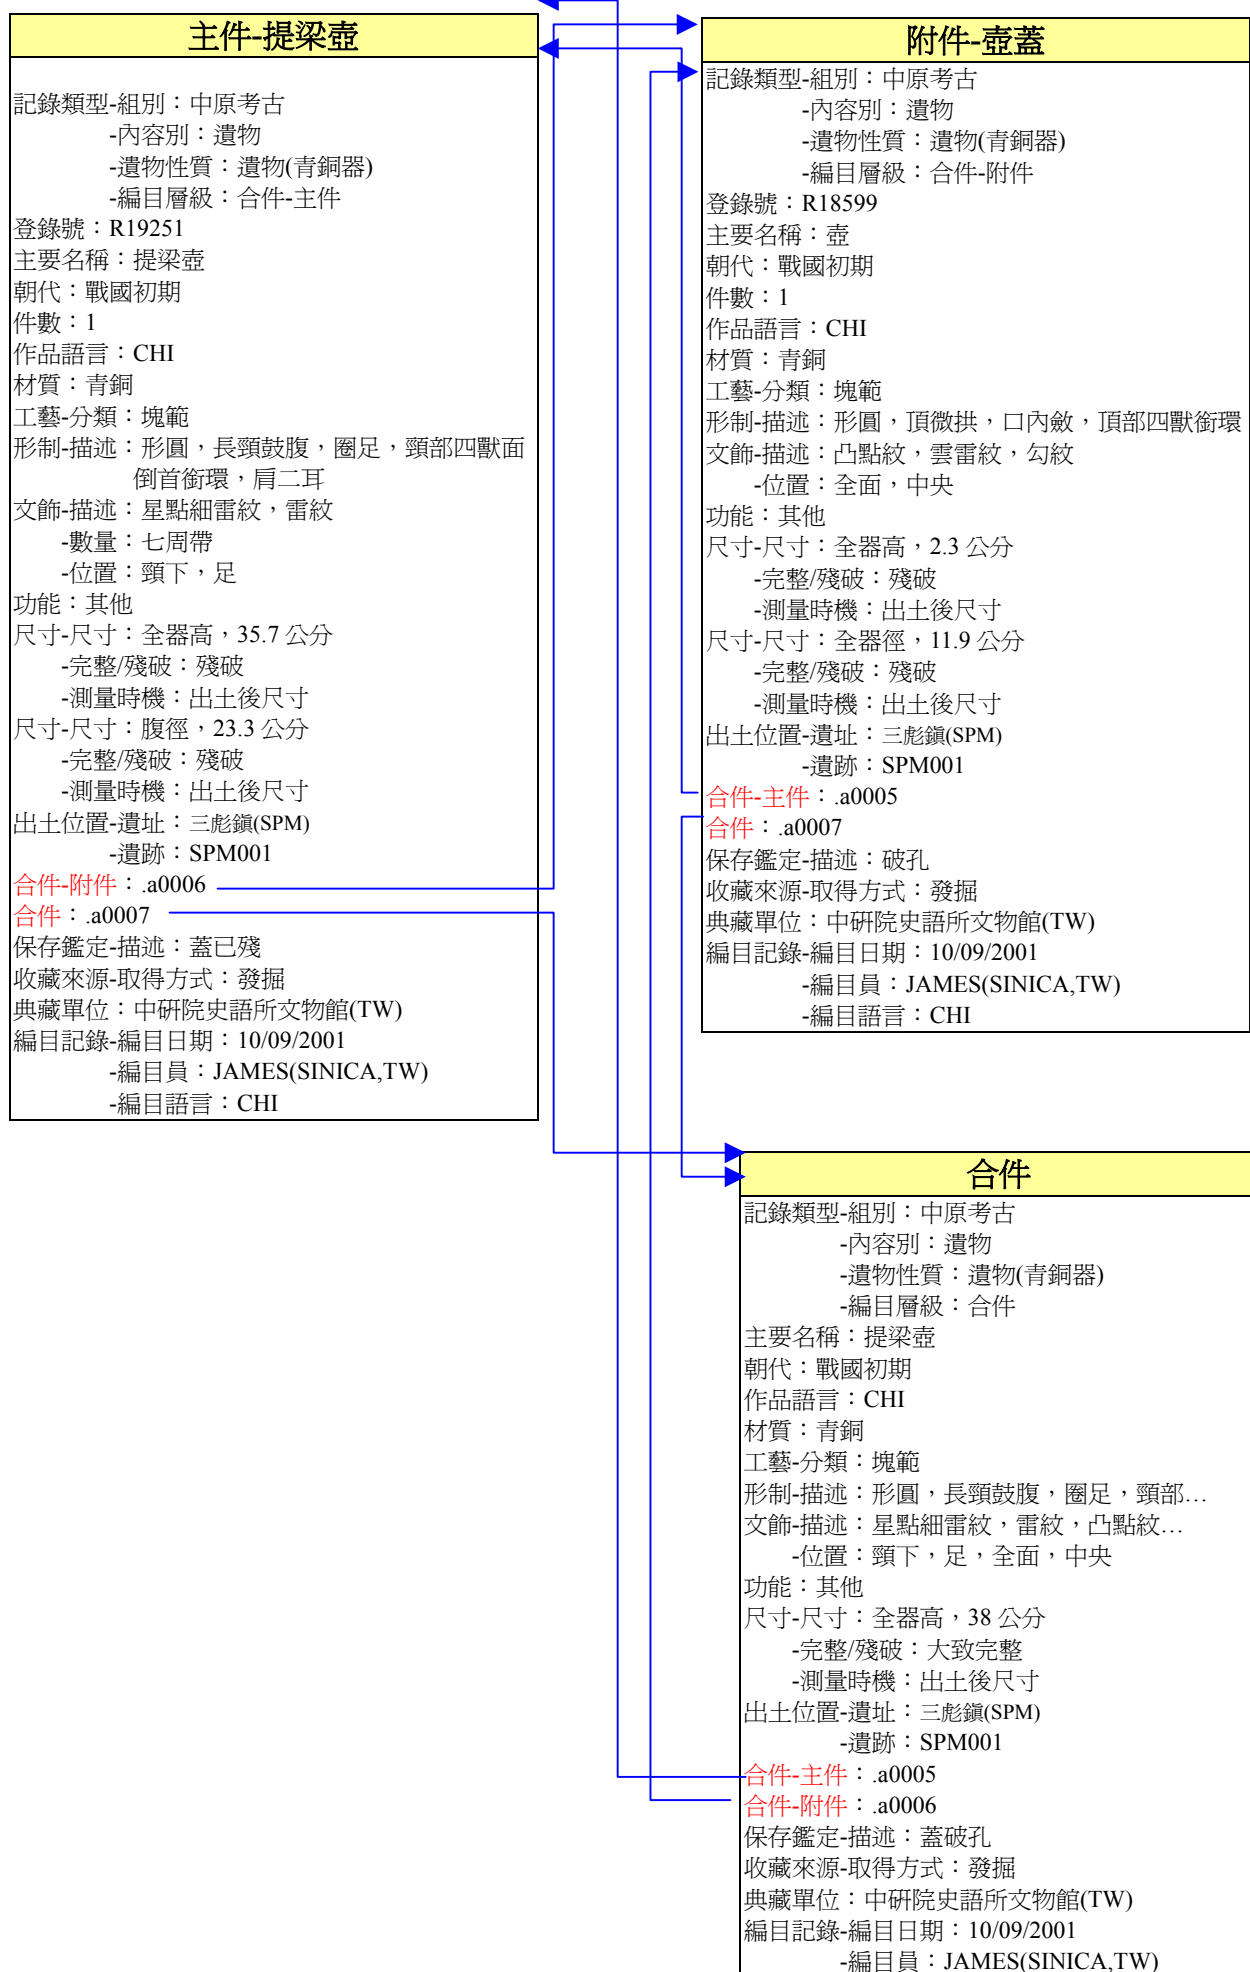 主件-提梁壺
記錄類型-組別：中原考古
-內容別：遺物
-遺物性質：遺物(青銅器)
-編目層級：合件-主件
登錄號：R19251
主要名稱：提梁壺
朝代：戰國初期
件數：1
作品語言：CHI
材質：青銅
工藝-分類：塊範
形制-描述：形圓，長頸鼓腹，圈足，頸部四獸面
倒首銜環，肩二耳
文飾-描述：星點細雷紋，雷紋
-數量：七周帶
-位置：頸下，足
功能：其他
尺寸-尺寸：全器高，35.7 公分
-完整/殘破：殘破
-測量時機：出土後尺寸
尺寸-尺寸：腹徑，23.3 公分
-完整/殘破：殘破
-測量時機：出土後尺寸
出土位置-遺址：三彪鎭(SPM)
-遺跡：SPM001
合件-附件：.a0006
合件：.a0007
保存鑑定-描述：蓋已殘
收藏來源-取得方式：發掘
典藏單位：中研院史語所文物館(TW)
編目記錄-編目日期：10/09/2001
-編目員：JAMES(SINICA,TW)
-編目語言：CHI
附件-壺蓋
記錄類型-組別：中原考古
-內容別：遺物
-遺物性質：遺物(青銅器)
-編目層級：合件-附件
登錄號：R18599
主要名稱：壺
朝代：戰國初期
件數：1
作品語言：CHI
材質：青銅
工藝-分類：塊範
形制-描述：形圓，頂微拱，口內斂，頂部四獸銜環
文飾-描述：凸點紋，雲雷紋，勾紋
-位置：全面，中央
功能：其他
尺寸-尺寸：全器高，2.3 公分
-完整/殘破：殘破
-測量時機：出土後尺寸
尺寸-尺寸：全器徑，11.9 公分
-完整/殘破：殘破
-測量時機：出土後尺寸
出土位置-遺址：三彪鎭(SPM)
-遺跡：SPM001
合件-主件：.a0005
合件：.a0007
保存鑑定-描述：破孔
收藏來源-取得方式：發掘
典藏單位：中研院史語所文物館(TW)
編目記錄-編目日期：10/09/2001
-編目員：JAMES(SINICA,TW)
-編目語言：CHI
合件
記錄類型-組別：中原考古
-內容別：遺物
-遺物性質：遺物(青銅器)
-編目層級：合件
主要名稱：提梁壺
朝代：戰國初期
作品語言：CHI
材質：青銅
工藝-分類：塊範
形制-描述：形圓，長頸鼓腹，圈足，頸部…
文飾-描述：星點細雷紋，雷紋，凸點紋…
-位置：頸下，足，全面，中央
功能：其他
尺寸-尺寸：全器高，38 公分
-完整/殘破：大致完整
-測量時機：出土後尺寸
出土位置-遺址：三彪鎭(SPM)
-遺跡：SPM001
合件-主件：.a0005
合件-附件：.a0006
保存鑑定-描述：蓋破孔
收藏來源-取得方式：發掘
典藏單位：中研院史語所文物館(TW)
編目記錄-編目日期：10/09/2001
-編目員：JAMES(SINICA,TW)